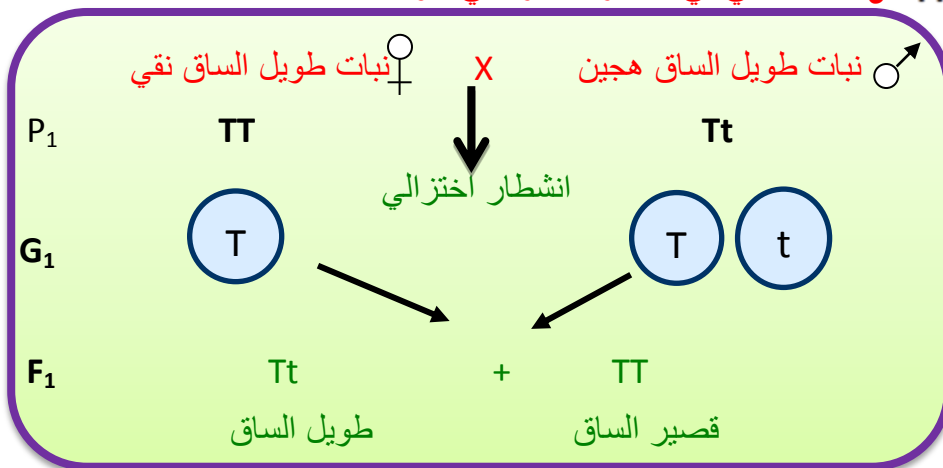 نبات طويل الساق هجين X نبات طويل الساق نقي
P₁ TT Tt
انشطار اختزالي
G₁ T T t
F₁ Tt + TT
طويل الساق قصير الساق